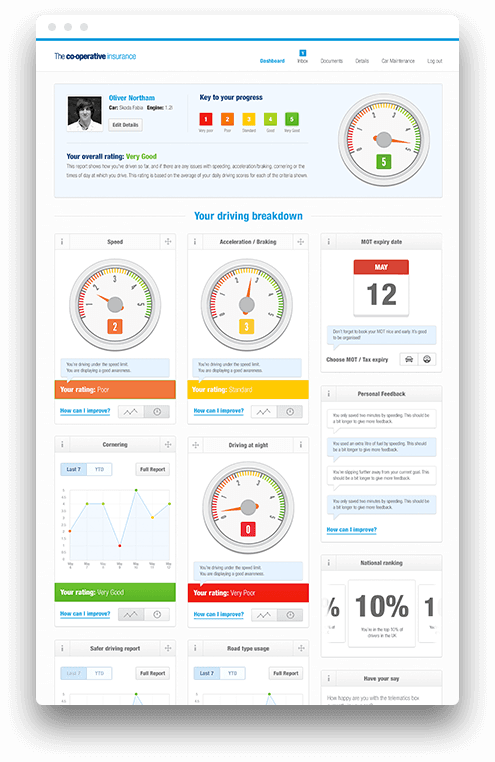 The co-operative insurance
Dashboard
Inbox
Documents
Details
Car Maintenance
Log out
Oliver Northam
Car: Skoda Fabia Engine: 1.2l
Edit Details
Key to your progress
1 2 3 4 5
Very poor Poor Standard Good Very Good
5
Your overall rating: Very Good
This report shows how you've driven so far, and if there are any issues with speeding, acceleration/braking, cornering or the
times of day at which you drive. This rating is based on the average of your daily driving scores for each of the criteria shown.
Your driving breakdown
Speed
2
You're driving under the speed limit.
You are displaying a good awareness.
Your rating: Poor
How can I improve?
Acceleration / Braking
3
You're driving under the speed limit.
You are displaying a good awareness.
Your rating: Standard
How can I improve?
MOT expiry date
MAY
12
Don't forget to book your MOT nice and early. It's good
to be organised!
Choose MOT / Tax expiry
Cornering
Last 7 YTD
Full Report
Your rating: Very Good
How can I improve?
Driving at night
0
You're driving under the speed limit.
You are displaying a good awareness.
Your rating: Very Poor
How can I improve?
Personal Feedback
You only saved two minutes by speeding. This should be
a bit longer to give more feedback.
You used an extra litre of fuel by speeding. This should
be a bit longer to give more feedback.
You're slipping further away from your current goal. This
should be a bit longer to give more feedback.
You only saved two minutes by speeding. This should be
a bit longer to give more feedback.
How can I improve?
National ranking
%
10%
1
You're in the top 10% of
drivers in the UK
Safer driving report
Last 7 YTD
Full Report
Road type usage
Last 7 YTD
Full Report
Have your say
How happy are you with the telematics box